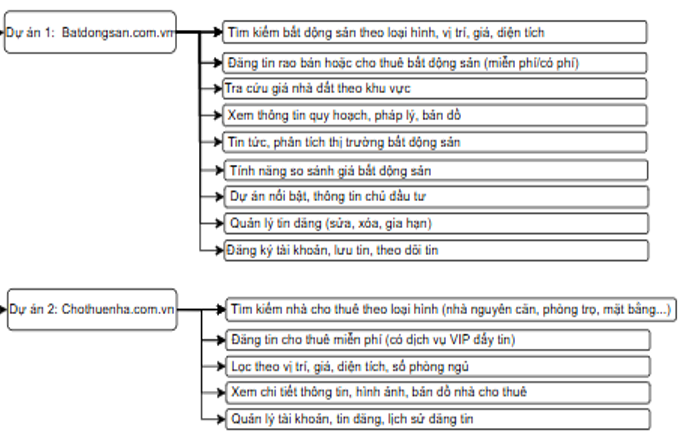 Dự án 1: Batdongsan.com.vn
Tìm kiếm bất động sản theo loại hình, vị trí, giá, diện tích
Đăng tin rao bán hoặc cho thuê bất động sản (miễn phí/có phí)
Tra cứu giá nhà đất theo khu vực
Xem thông tin quy hoạch, pháp lý, bản đồ
Tin tức, phân tích thị trường bất động sản
Tính năng so sánh giá bất động sản
Dự án nổi bật, thông tin chủ đầu tư
Quản lý tin đăng (sửa, xóa, gia hạn)
Đăng ký tài khoản, lưu tin, theo dõi tin
Dự án 2: Chothuenha.com.vn
Tìm kiếm nhà cho thuê theo loại hình (nhà nguyên căn, phòng trọ, mặt bằng...)
Đăng tin cho thuê miễn phí (có dịch vụ VIP đẩy tin)
Lọc theo vị trí, giá, diện tích, số phòng ngủ
Xem chi tiết thông tin, hình ảnh, bản đồ nhà cho thuê
Quản lý tài khoản, tin đăng, lịch sử đăng tin